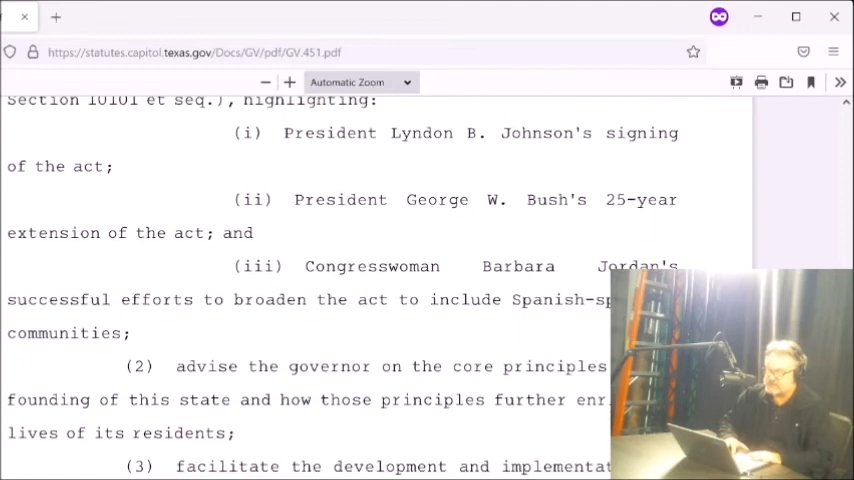 https://statutes.capitol.texas.gov/Docs/GV/pdf/GV.451.pdf
Automatic Zoom
Section 10101 et seq.), highlighting:
(i) President Lyndon B. Johnson's signing
of the act;
(ii) President George W. Bush's 25-year
extension of the act; and
(iii) Congresswoman Barbara Jordan's
successful efforts to broaden the act to include
communities;
(2) advise the governor on the core principles
founding of this state and how those principles further
lives of its residents;
(3) facilitate the development and